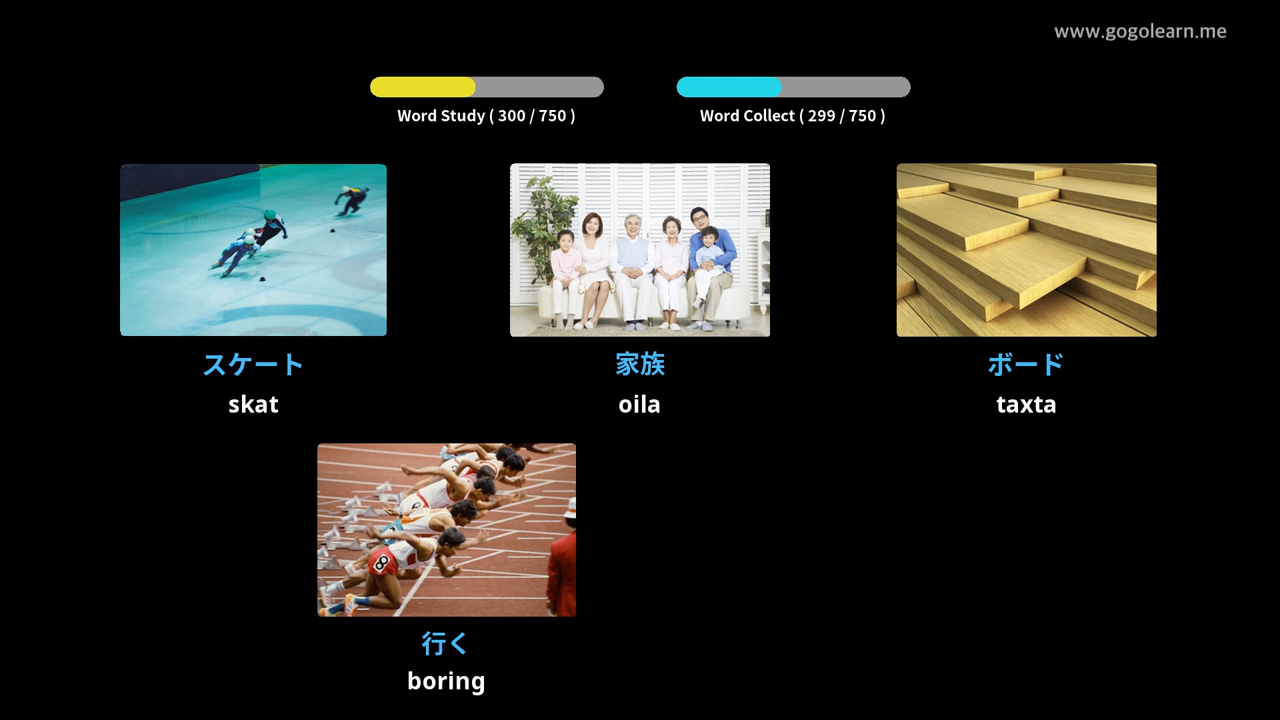 www.gogolearn.me
Word Study ( 300 / 750 )
Word Collect ( 299 / 750 )
スケート
skat
家族
oila
ボード
taxta
8
行く
boring